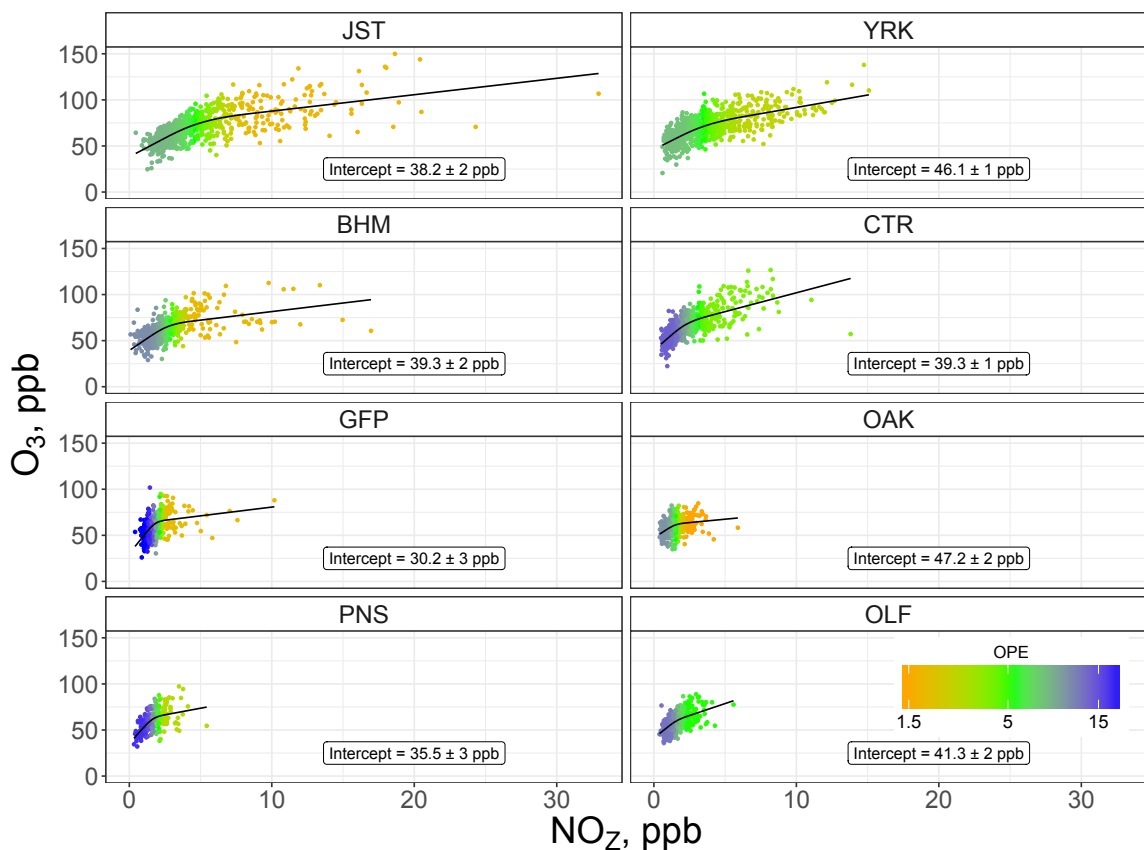 JST YRK
150
100
50
0
Intercept = 38.2 ± 2 ppb Intercept = 46.1 ± 1 ppb
BHM CTR
150
100
50
0
Intercept = 39.3 ± 2 ppb Intercept = 39.3 ± 1 ppb
GFP OAK
150
100
50
0
Intercept = 30.2 ± 3 ppb Intercept = 47.2 ± 2 ppb
PNS OLF
150
100
50
0
Intercept = 35.5 ± 3 ppb Intercept = 41.3 ± 2 ppb
OPE
1.5 5 15
0 10 20 30 0 10 20 30
O3, ppb
NOZ, ppb